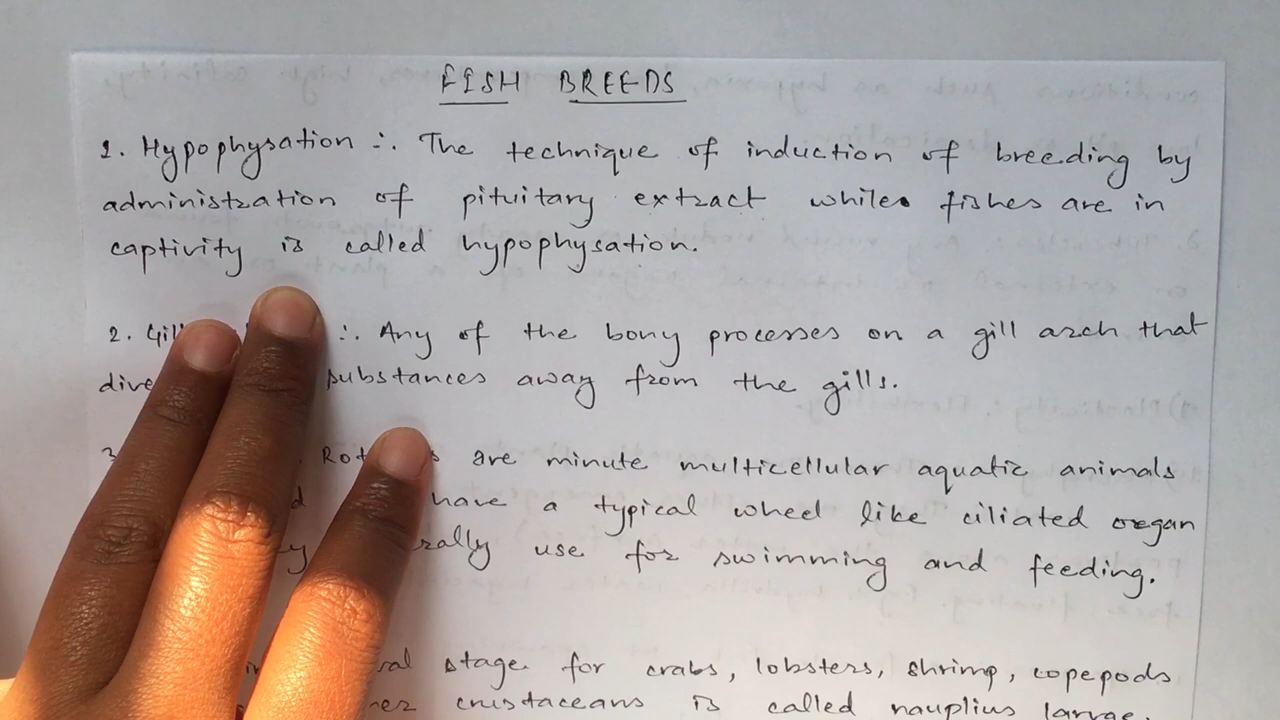 FISH BREEDS
1. Hypophysation :. The technique of induction of breeding by
administration of pituitary extract while fishes are in
captivity is called hypophysation.
2. Gill :. Any of the bony processes on a gill arch that
substances away from the gills.
3 are minute multicellular aquatic animals
have a typical wheel like ciliated organ
use for swimming and feeding.
stage for crabs, lobsters, shrimp, copepods
crustaceans is called nauplius larvae.